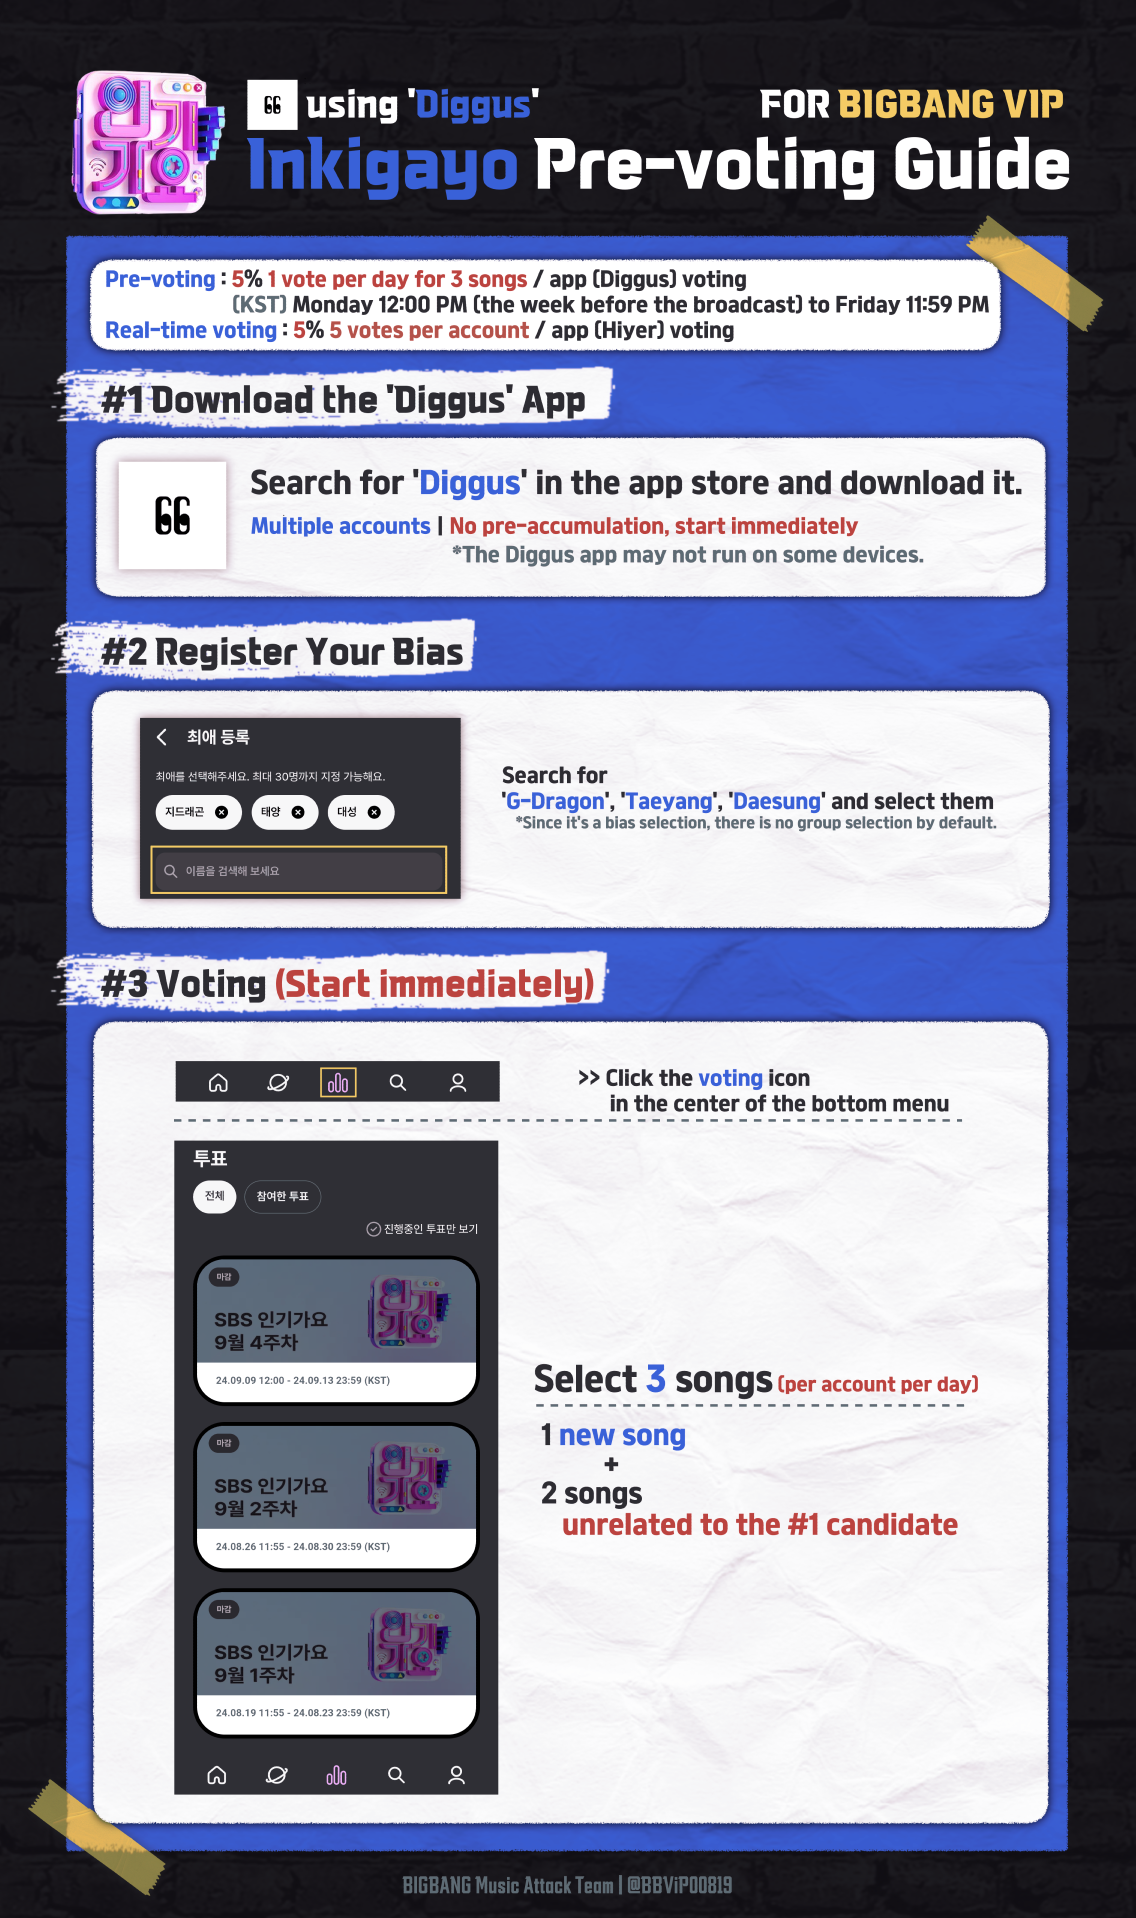 using 'Diggus'
FOR BIGBANG VIP
Inkigayo Pre-voting Guide
Pre-voting : 5% 1 vote per day for 3 songs / app (Diggus) voting
(KST) Monday 12:00 PM (the week before the broadcast) to Friday 11:59 PM
Real-time voting : 5% 5 votes per account / app (Hiyer) voting
#1 Download the 'Diggus' App
Search for 'Diggus' in the app store and download it.
Multiple accounts | No pre-accumulation, start immediately
*The Diggus app may not run on some devices.
#2 Register Your Bias
최애 등록
최애를 선택해주세요. 최대 30명까지 지정 가능해요.
지드래곤 태양 대성
이름을 검색해 보세요
Search for
'G-Dragon', 'Taeyang', 'Daesung' and select them
*Since it's a bias selection, there is no group selection by default.
#3 Voting (Start immediately)
>> Click the voting icon
in the center of the bottom menu
투표
전체 참여한 투표
진행중인 투표만 보기
마감
SBS 인기가요
9월 4주차
24.09.09 12:00 - 24.09.13 23:59 (KST)
마감
SBS 인기가요
9월 2주차
24.08.26 11:55 - 24.08.30 23:59 (KST)
마감
SBS 인기가요
9월 1주차
24.08.19 11:55 - 24.08.23 23:59 (KST)
Select 3 songs (per account per day)
1 new song
+
2 songs
unrelated to the #1 candidate
BIGBANG Music Attack Team | @BBViP00819